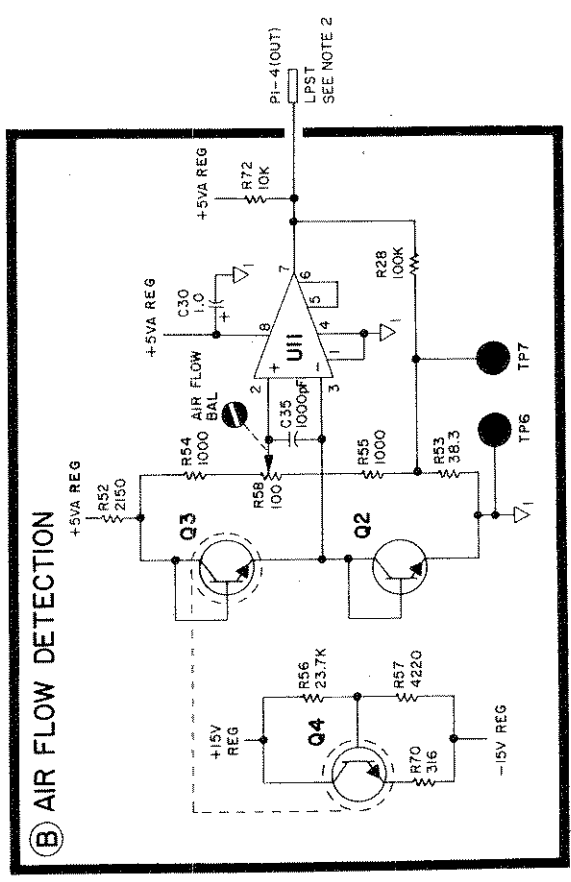 B AIR FLOW DETECTION
+5VA REG
R52
2150
Q3
R54
1000
AIR FLOW
BAL
R58
100
C35
1000pF
+5VA REG
C30
1.0
+
1
2
+
3
-
8
U11
1
4
5
6
7
1
+5VA REG
R72
10K
P1-4(OUT)
LPST
SEE NOTE 2
R28
100K
R55
1000
R53
38.3
Q2
TP6
TP7
1
+15V
REG
Q4
R56
23.7K
R57
4220
R70
316
-15V REG